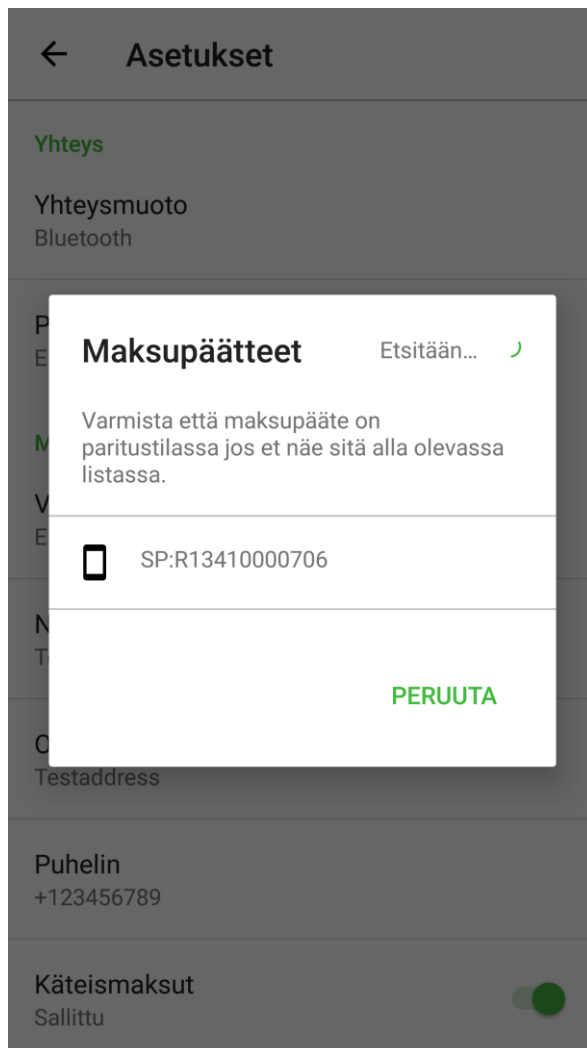 Asetukset
Yhteys
Yhteysmuoto
Bluetooth
Maksupäätteet Etsitään...
Varmista että maksupääte on
paritustilassa jos et näe sitä alla olevassa
listassa.
SP:R13410000706
PERUUTA
Testaddress
Puhelin
+123456789
Käteismaksut
Sallittu